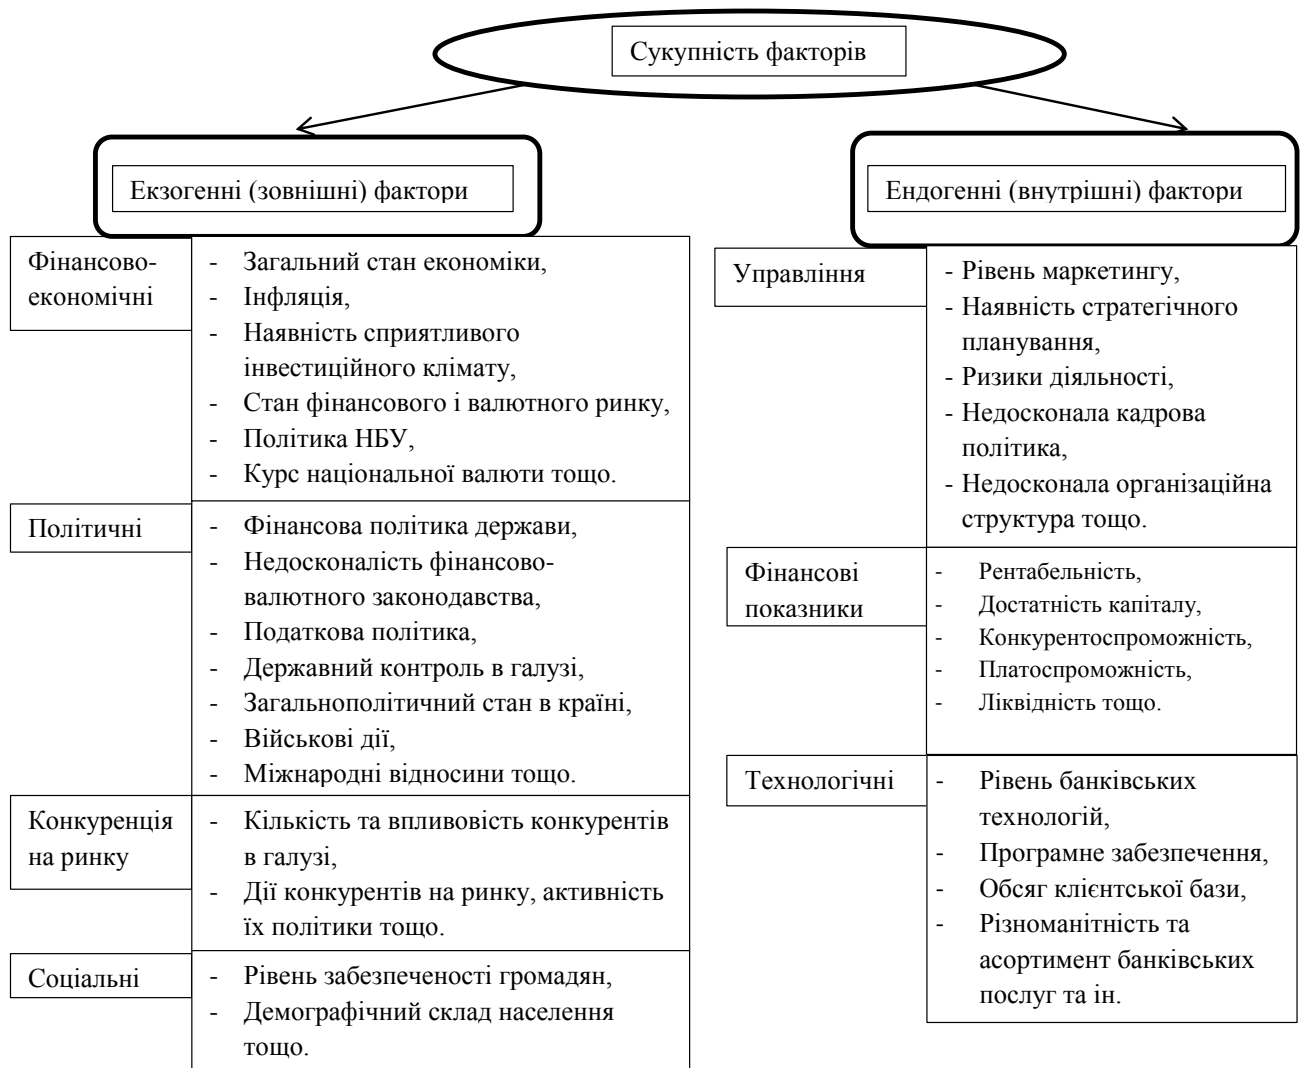 Сукупність факторів
Екзогенні (зовнішні) фактори
Фінансово-
економічні
- Загальний стан економіки,
- Інфляція,
- Наявність сприятливого
інвестиційного клімату,
- Стан фінансового і валютного ринку,
- Політика НБУ,
- Курс національної валюти тощо.
Політичні
- Фінансова політика держави,
- Недосконалість фінансово-
валютного законодавства,
- Податкова політика,
- Державний контроль в галузі,
- Загальнополітичний стан в країні,
- Військові дії,
- Міжнародні відносини тощо.
Конкуренція
на ринку
- Кількість та впливовість конкурентів
в галузі,
- Дії конкурентів на ринку, активність
їх політики тощо.
Соціальні
- Рівень забезпеченості громадян,
- Демографічний склад населення
тощо.
Ендогенні (внутрішні) фактори
Управління
- Рівень маркетингу,
- Наявність стратегічного
планування,
- Ризики діяльності,
- Недосконала кадрова
політика,
- Недосконала організаційна
структура тощо.
Фінансові
показники
- Рентабельність,
- Достатність капіталу,
- Конкурентоспроможність,
- Платоспроможність,
- Ліквідність тощо.
Технологічні
- Рівень банківських
технологій,
- Програмне забезпечення,
- Обсяг клієнтської бази,
- Різноманітність та
асортимент банківських
послуг та ін.